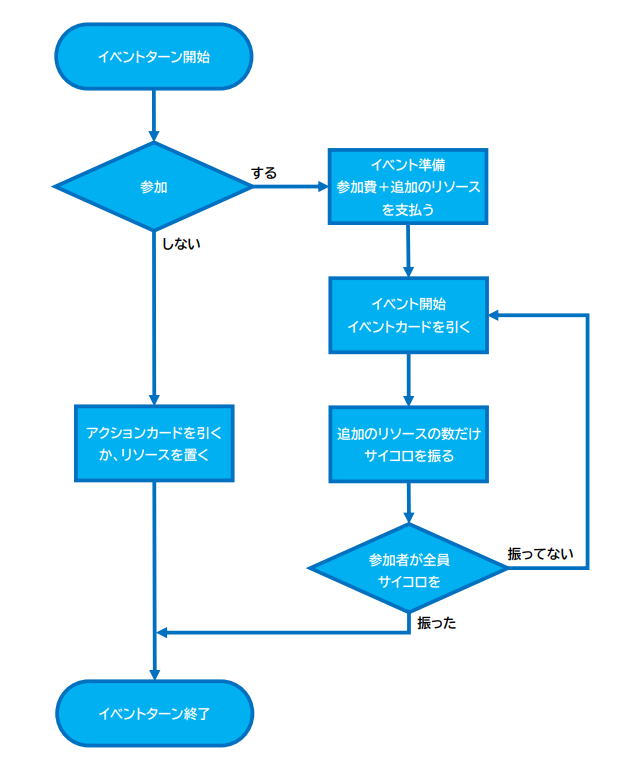 イベントターン開始
参加
する
しない
イベント準備
参加費＋追加のリソース
を支払う
イベント開始
イベントカードを引く
アクションカードを引く
か、リソースを置く
追加のリソースの数だけ
サイコロを振る
参加者が全員
サイコロを
振ってない
振った
イベントターン終了